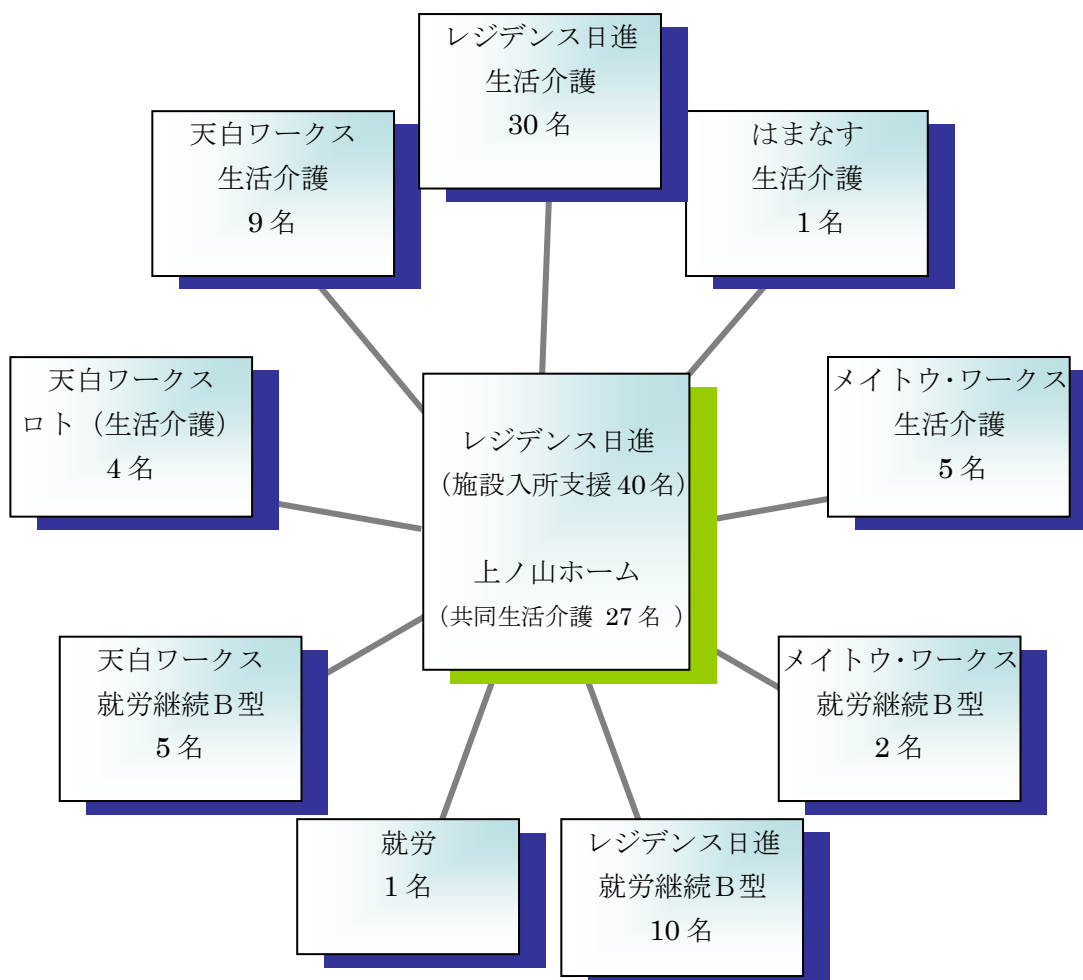 レジデンス日進
生活介護
30名
天白ワークス
生活介護
9名
はまなす
生活介護
1名
天白ワークス
ロト（生活介護）
4名
レジデンス日進
（施設入所支援40名）
上ノ山ホーム
（共同生活介護 27名 ）
メイトウ・ワークス
生活介護
5名
天白ワークス
就労継続Ｂ型
5名
メイトウ・ワークス
就労継続Ｂ型
2名
就労
1名
レジデンス日進
就労継続Ｂ型
10名